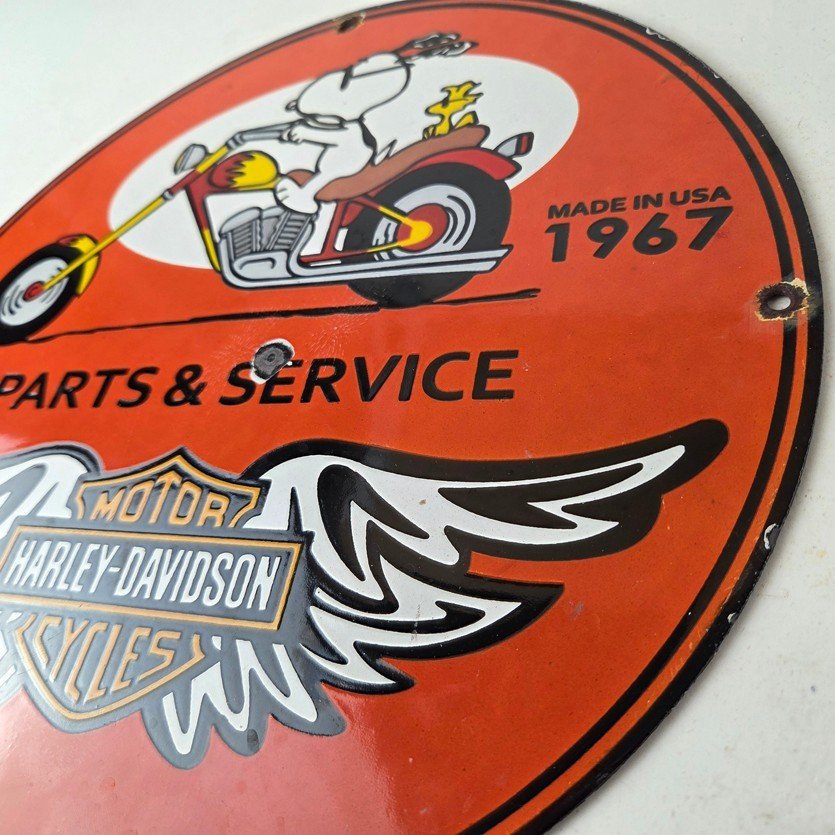 MADE IN USA
1967
PARTS & SERVICE
MOTOR
HARLEY-DAVIDSON
CYCLES